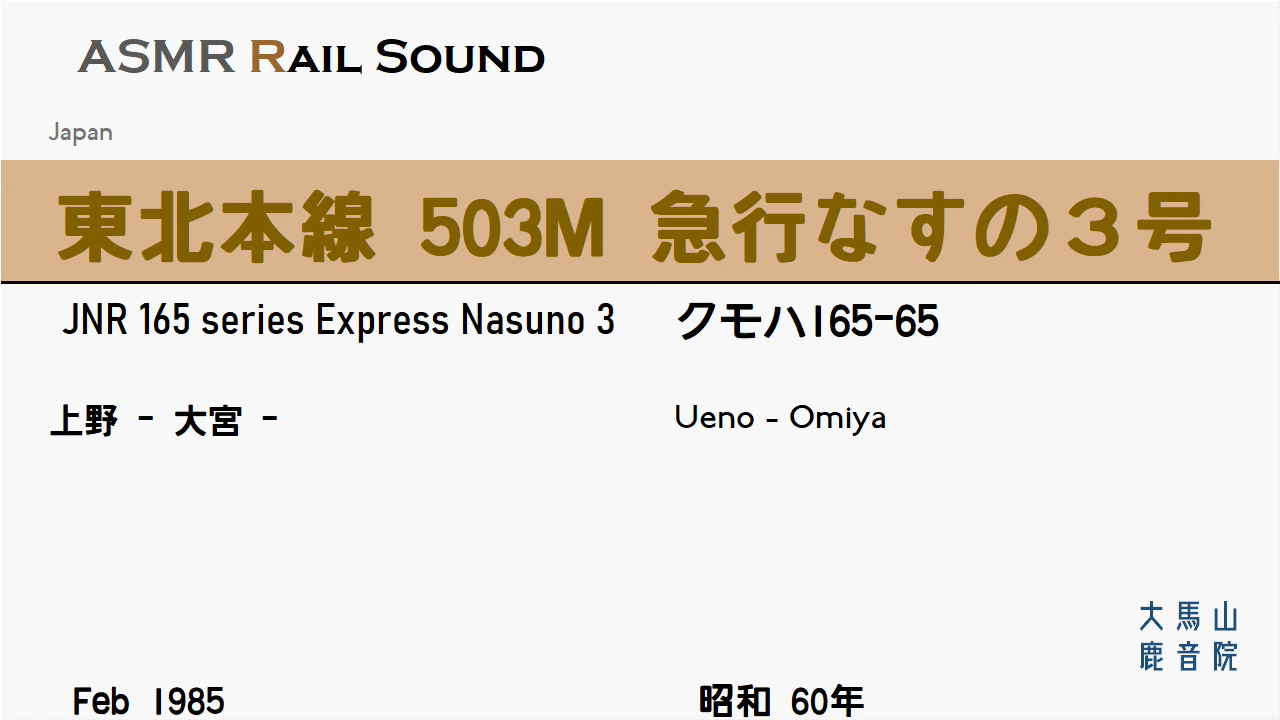 ASMR Rail Sound
Japan
東北本線 503M 急行なすの３号
JNR 165 series Express Nasuno 3 クモハ165-65
上野 - 大宮 - Ueno - Omiya
大馬山
鹿音院
Feb 1985 昭和 60年